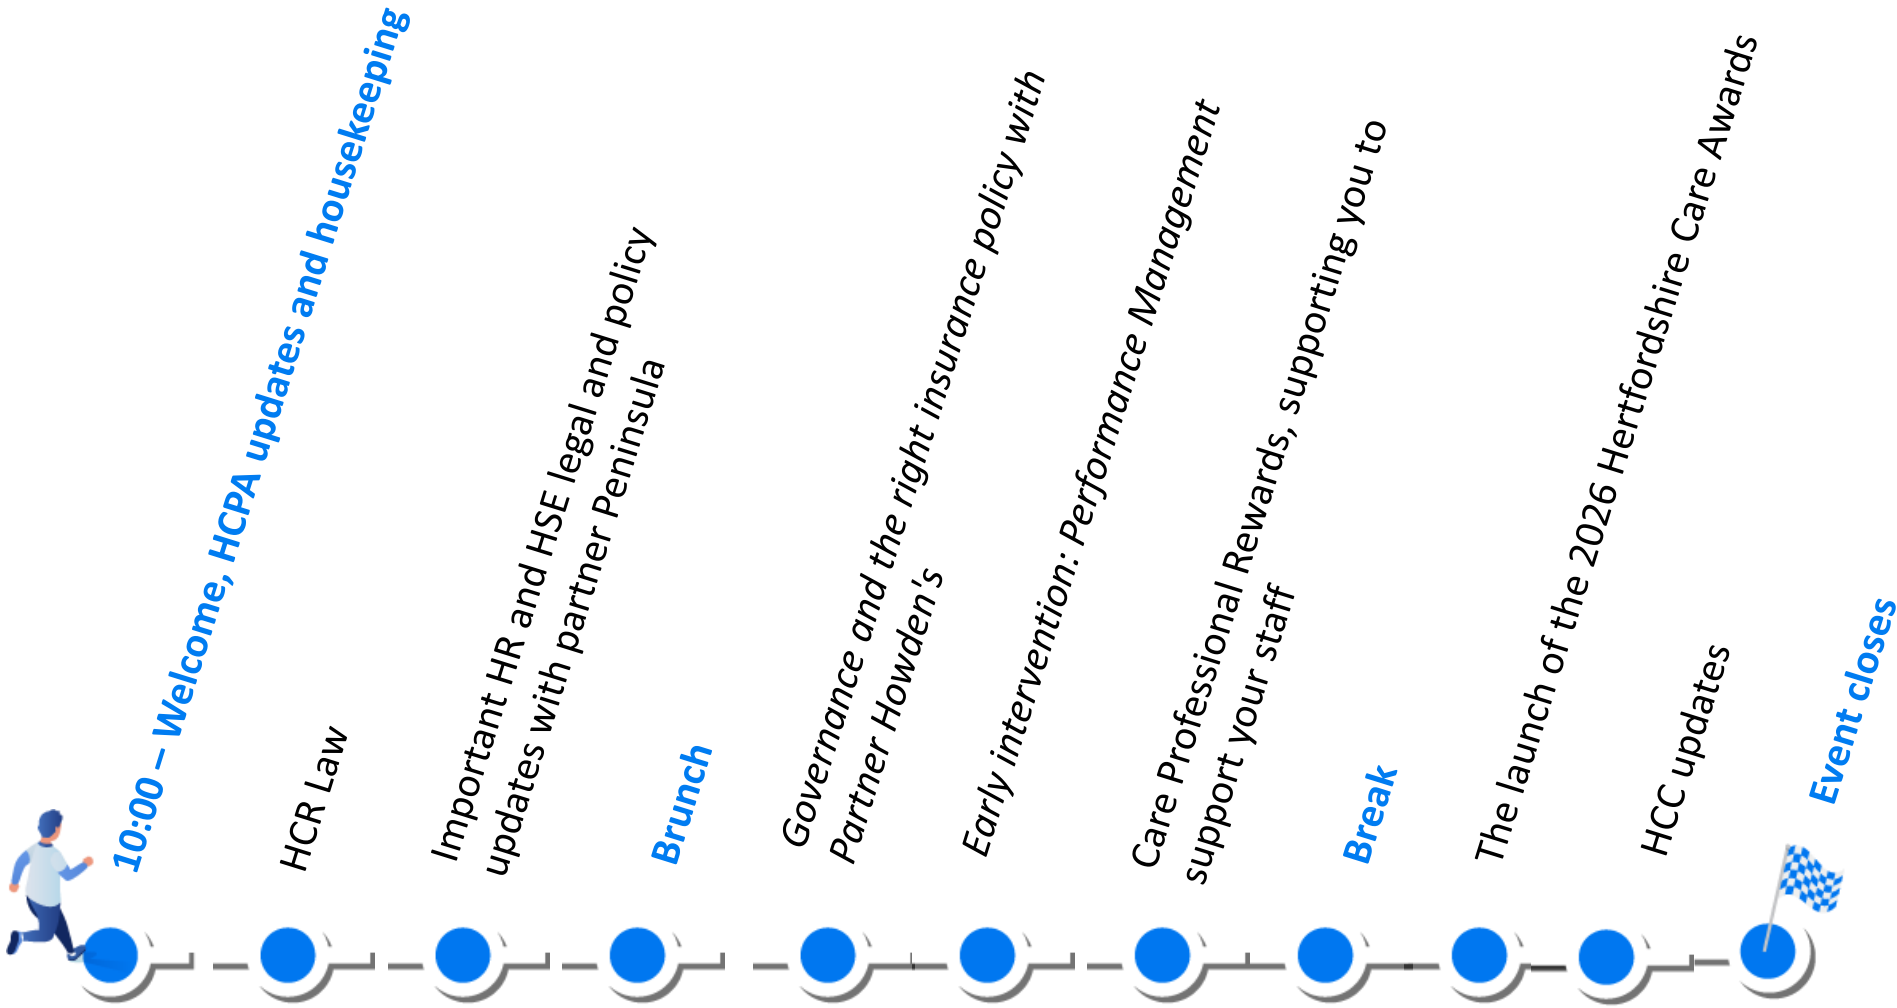 10:00 – Welcome, HCPA updates and housekeeping
HCR Law
Important HR and HSE legal and policy
updates with partner Peninsula
Brunch
Governance and the right insurance policy with
Partner Howden's
Early intervention: Performance Management
Care Professional Rewards, supporting you to
support your staff
Break
The launch of the 2026 Hertfordshire Care Awards
HCC updates
Event closes